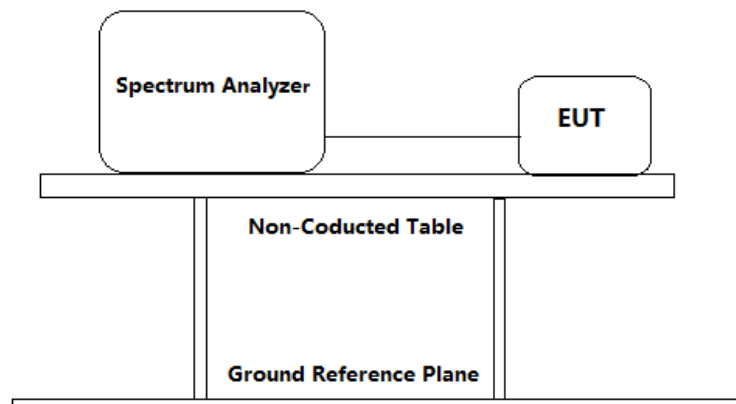 Spectrum Analyzer
EUT
Non-Coducted Table
Ground Reference Plane